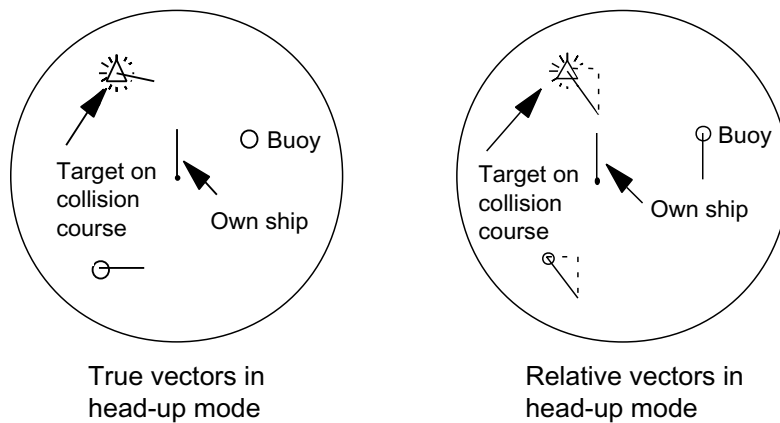 Buoy
Target on
collision
course
Own ship
True vectors in
head-up mode
Buoy
Target on
collision
course
Own ship
Relative vectors in
head-up mode